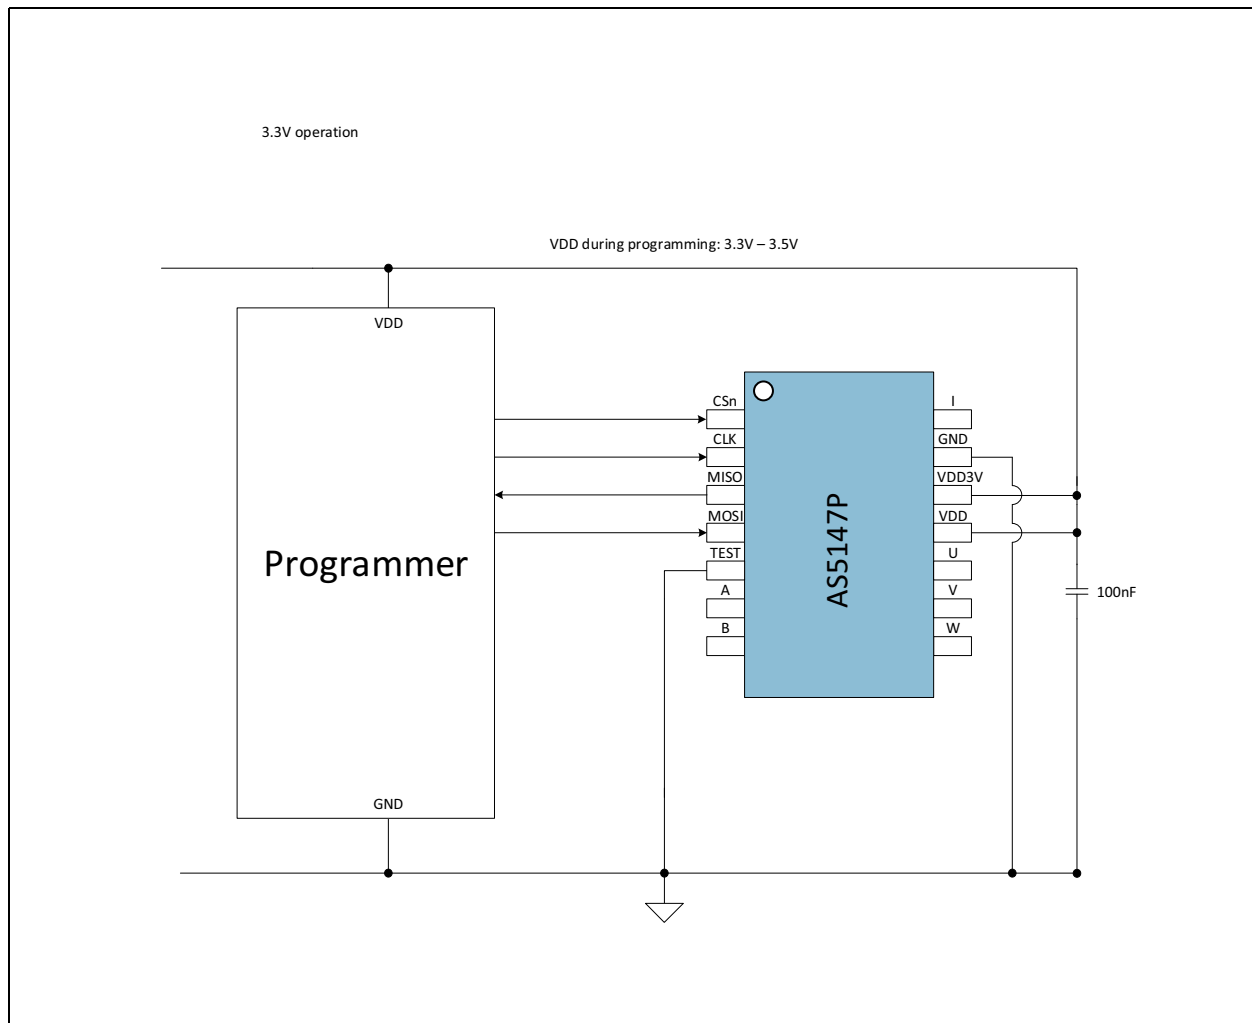 3.3V operation
VDD during programming: 3.3V – 3.5V
VDD
Programmer
GND
CSn
CLK
MISO
MOSI
TEST
A
B
AS5147P
I
GND
VDD3V
VDD
U
V
W
100nF